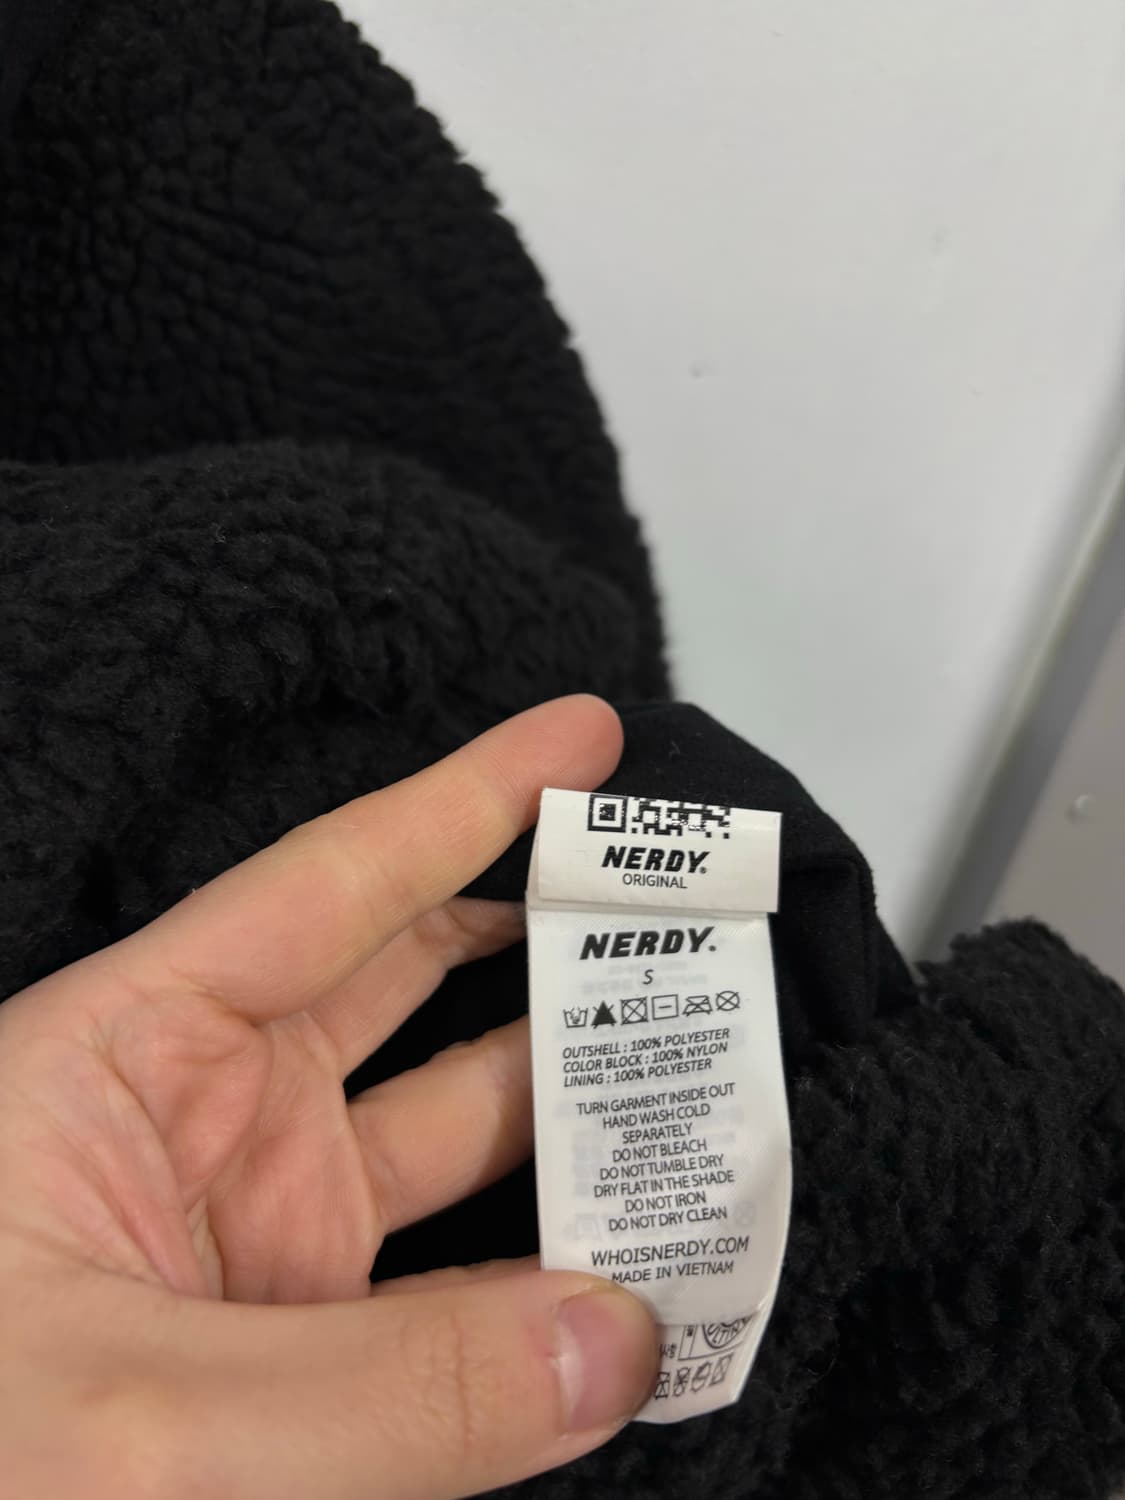 NERDY.
ORIGINAL
NERDY.
S
OUTSHELL : 100% POLYESTER
COLOR BLOCK : 100% NYLON
LINING : 100% POLYESTER
TURN GARMENT INSIDE OUT
HAND WASH COLD
SEPARATELY
DO NOT BLEACH
DO NOT TUMBLE DRY
DRY FLAT IN THE SHADE
DO NOT IRON
DO NOT DRY CLEAN
WHOISNERDY.COM
MADE IN VIETNAM